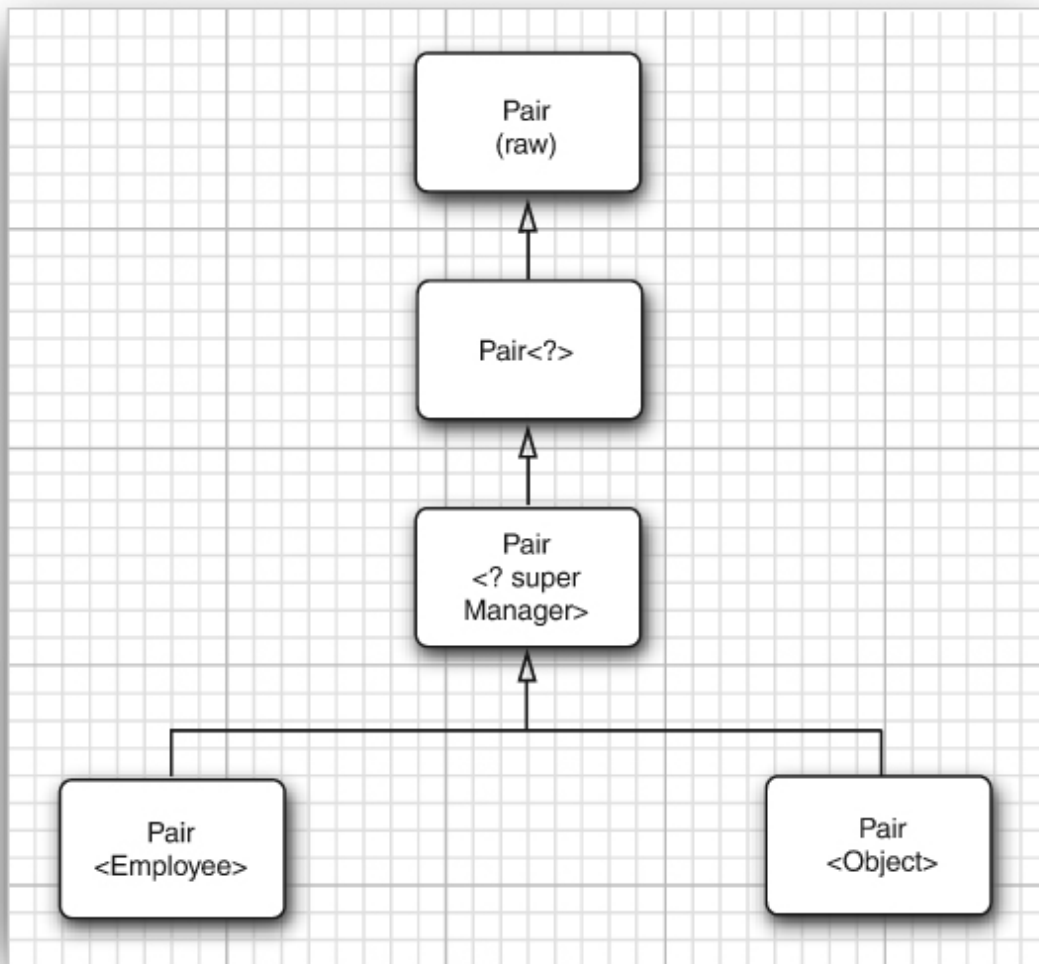 Pair
(raw)
Pair<?>
Pair
<? super
Manager>
Pair
<Employee>
Pair
<Object>